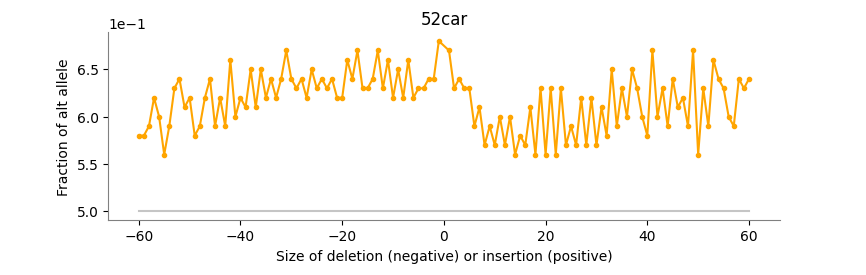 52car
1e−1
6.5
6.0
5.5
5.0
Fraction of alt allele
−60 −40 −20 0 20 40 60
Size of deletion (negative) or insertion (positive)